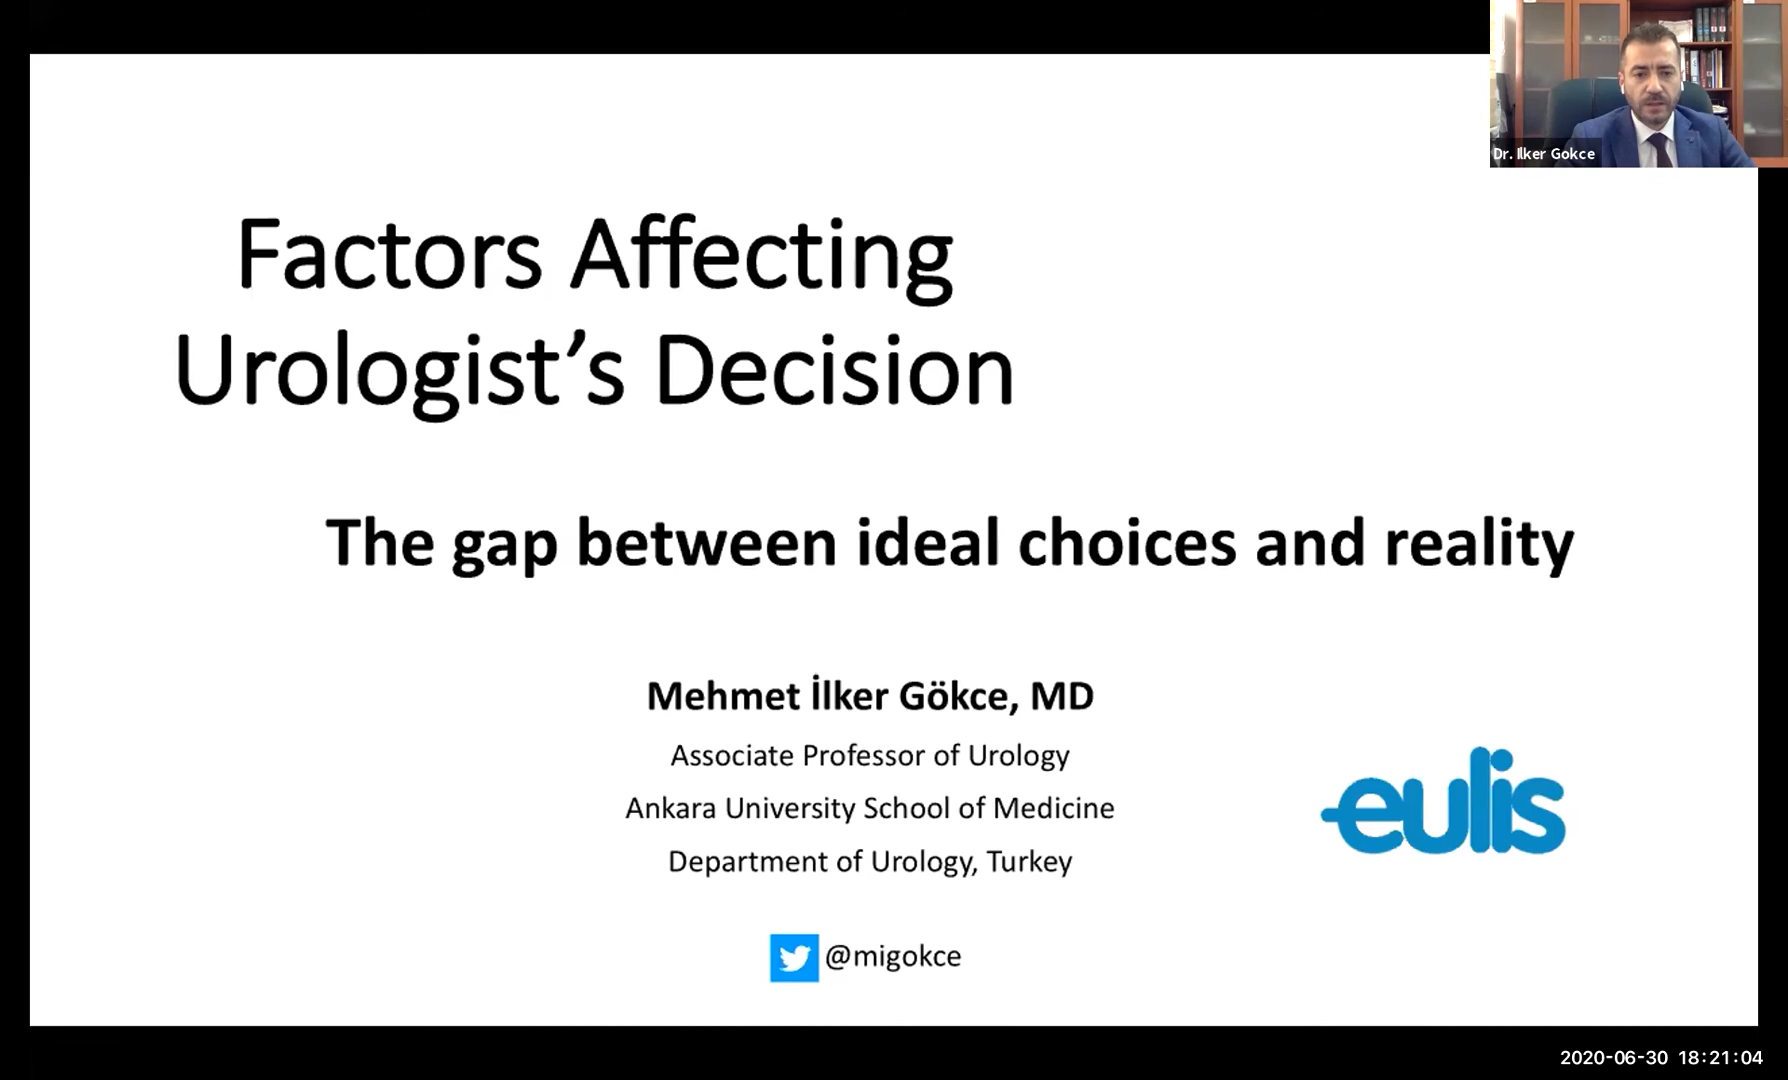 Dr. Ilker Gokce
Factors Affecting
Urologist’s Decision
The gap between ideal choices and reality
Mehmet İlker Gökce, MD
Associate Professor of Urology
Ankara University School of Medicine
Department of Urology, Turkey
eulis
@migokce
2020-06-30 18:21:04